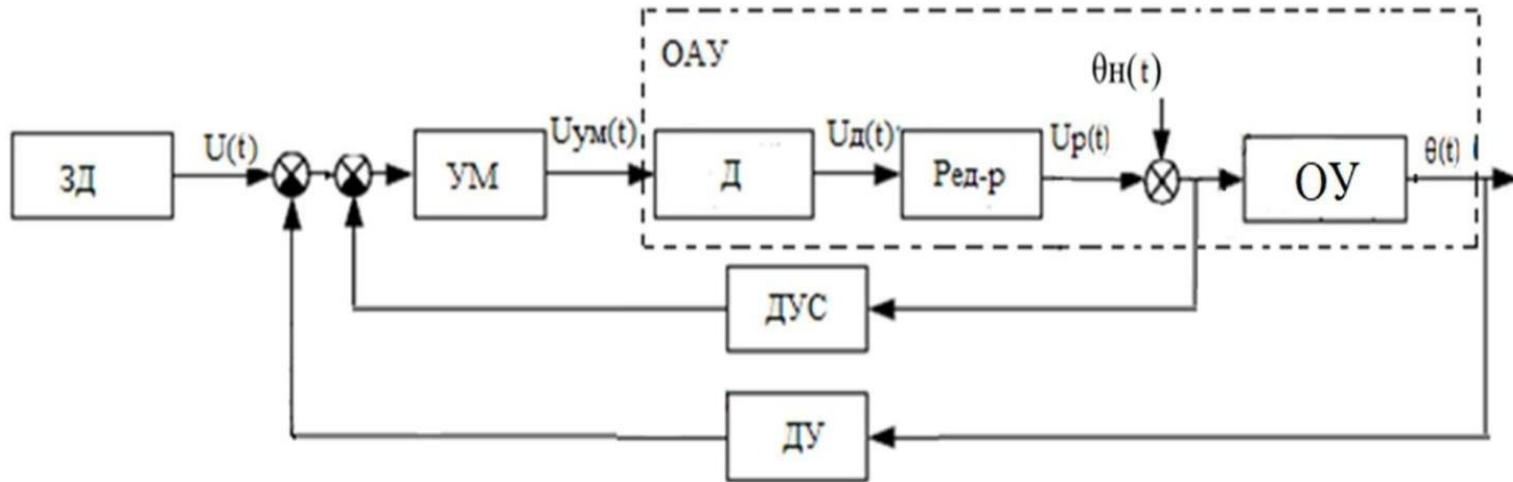 ОАУ
θн(t)
ЗД
U(t)
УМ
Uум(t)
Д
Uд(t)
Ред-р
Uр(t)
ОУ
θ(t)
ДУС
ДУ